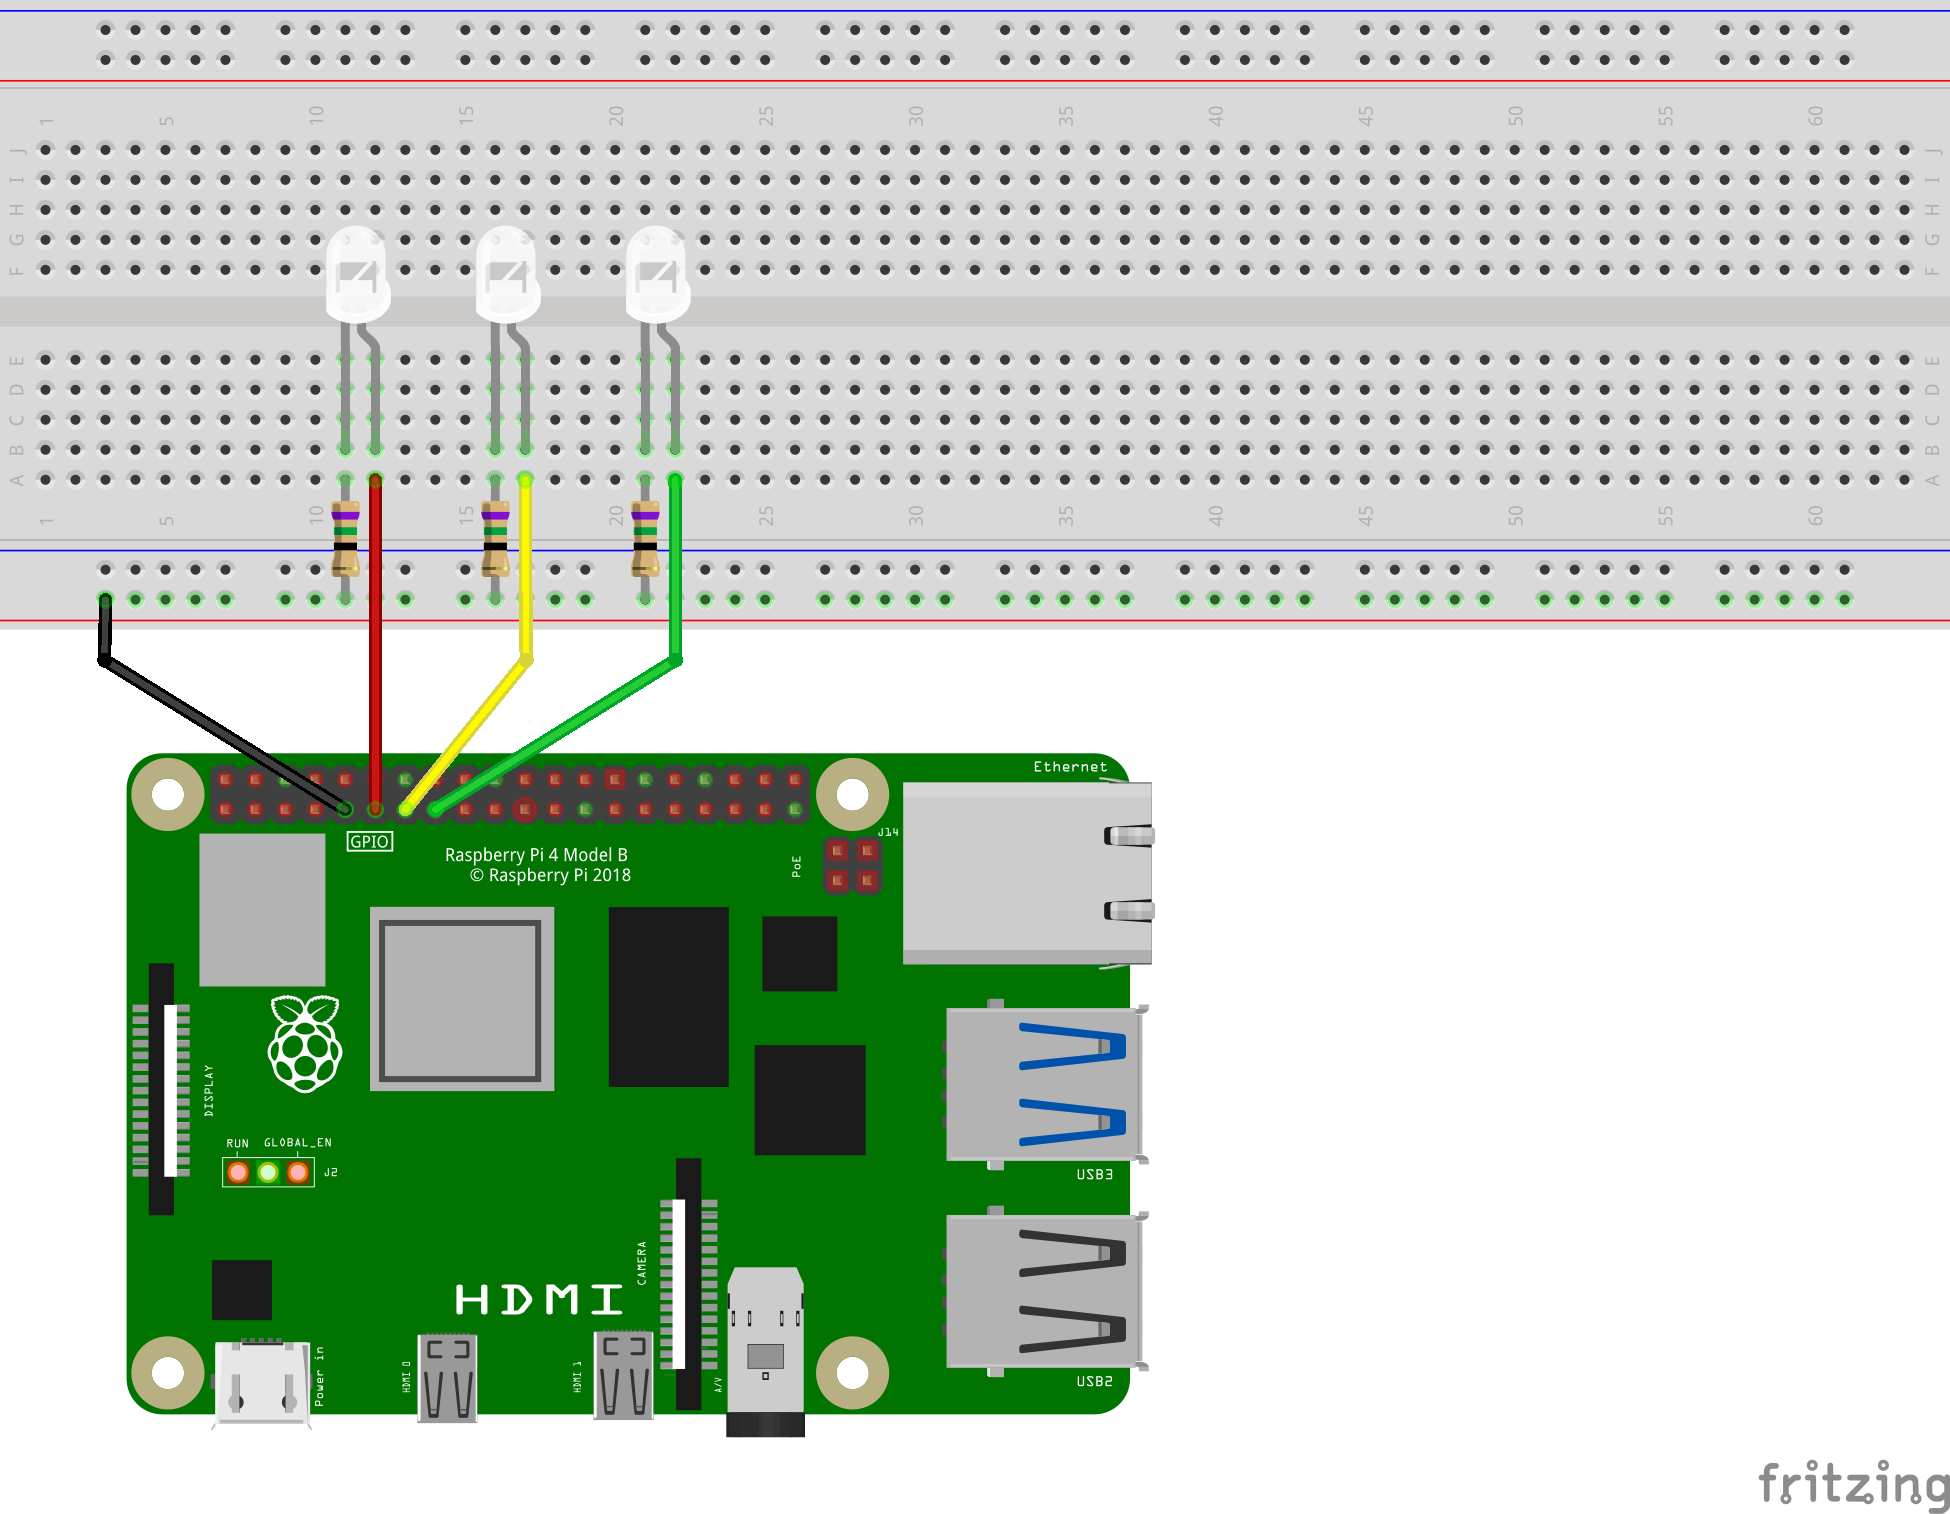 1 5 10 15 20 25 30 35 40 45 50 55 60
J J
I I
H H
G G
F F
E E
D D
C C
B B
A A
1 5 10 15 20 25 30 35 40 45 50 55 60
Ethernet
GPIO
J14
Raspberry Pi 4 Model B
© Raspberry Pi 2018
PoE
DISPLAY
RUN GLOBAL_EN
J2
USB3
CAMERA
HDMI
Power in
HDMI 0
HDMI 1
A/V
USB2
fritzing